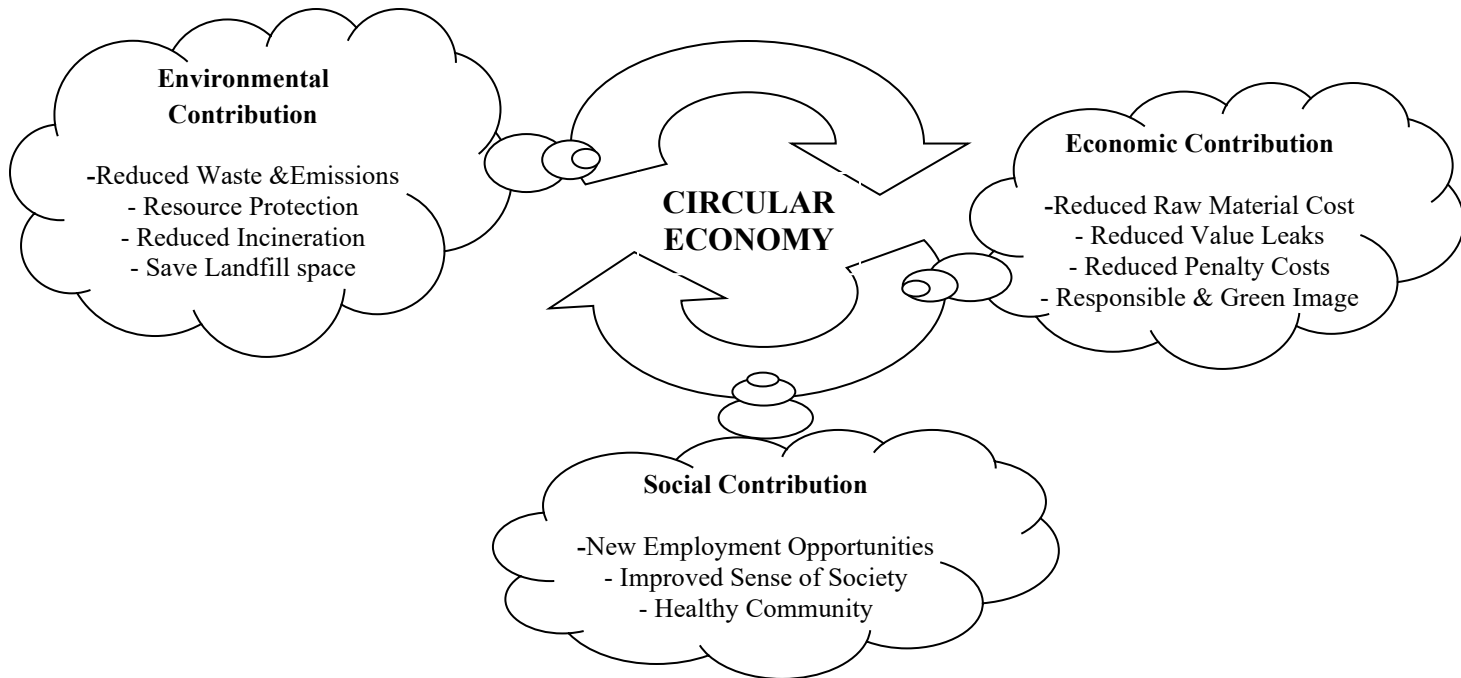 Environmental
Contribution
-Reduced Waste &Emissions
- Resource Protection
- Reduced Incineration
- Save Landfill space
CIRCULAR
ECONOMY
Economic Contribution
-Reduced Raw Material Cost
- Reduced Value Leaks
- Reduced Penalty Costs
- Responsible & Green Image
Social Contribution
-New Employment Opportunities
- Improved Sense of Society
- Healthy Community